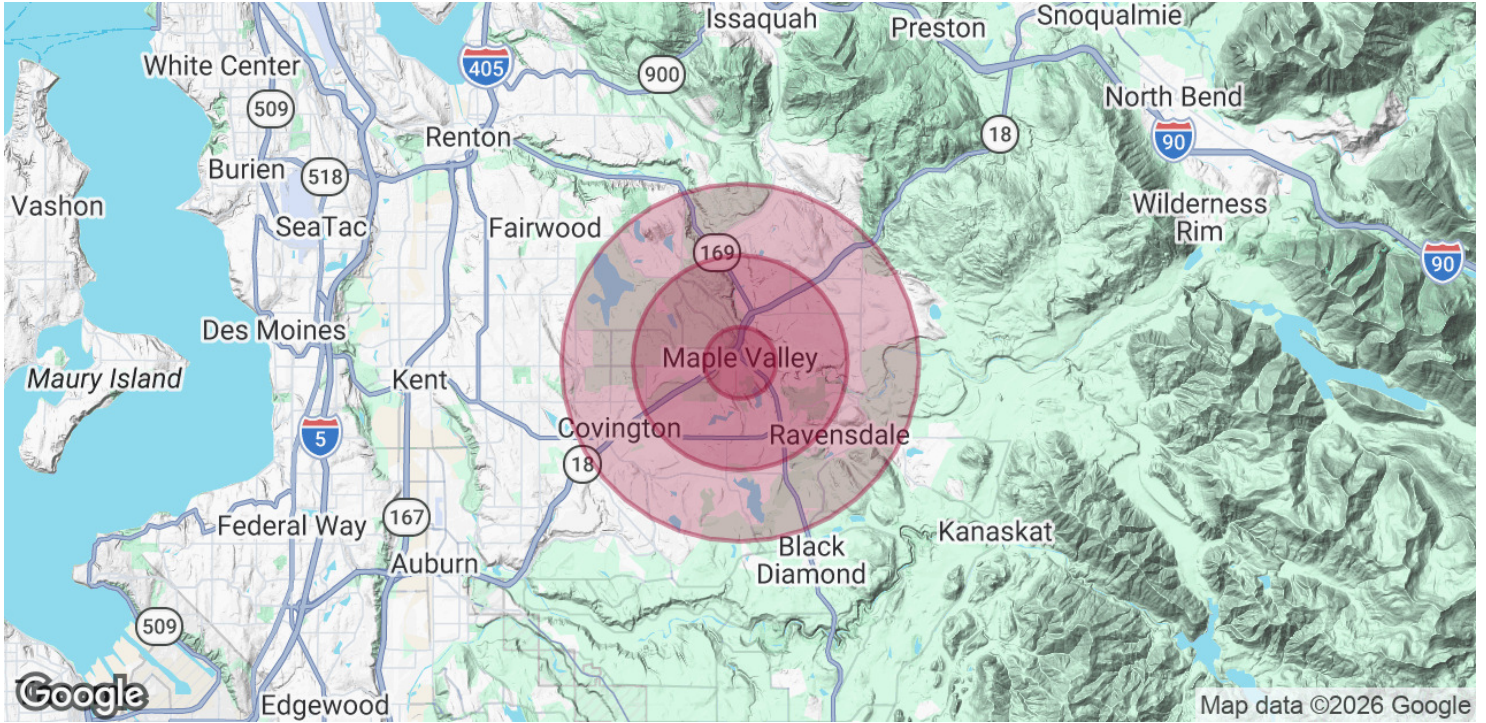 Issaquah
Preston
Snoqualmie
White Center
405
900
509
North Bend
Renton
18
90
Burien
518
Vashon
Wilderness
Rim
SeaTac
Fairwood
169
90
Des Moines
Maple Valley
Maury Island
Kent
Covington
Ravensdale
5
18
167
Federal Way
Kanaskat
Black
Diamond
Auburn
509
Google
Edgewood
Map data ©2026 Google